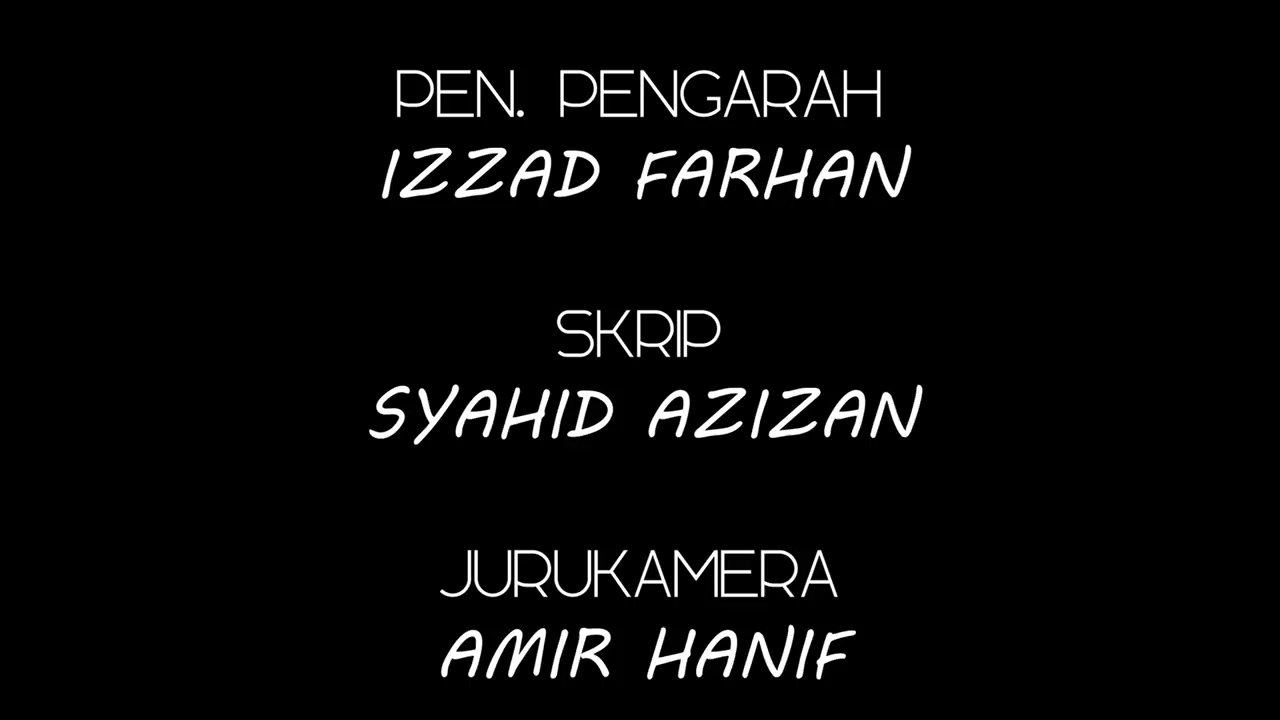 PEN. PENGARAH
IZZAD FARHAN
SKRIP
SYAHID AZIZAN
JURUKAMERA
AMIR HANIF